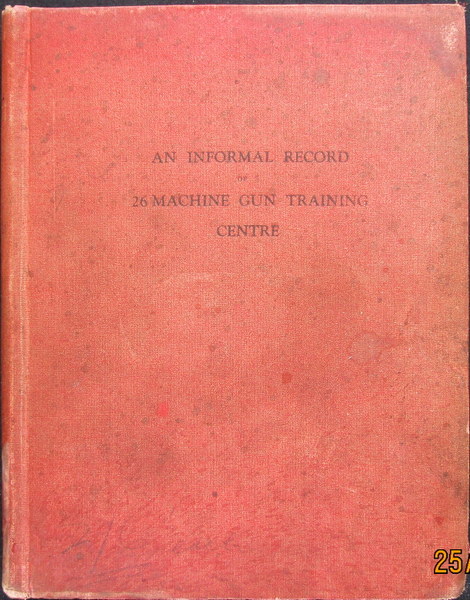 AN INFORMAL RECORD
OF
26 MACHINE GUN TRAINING
CENTRE
25